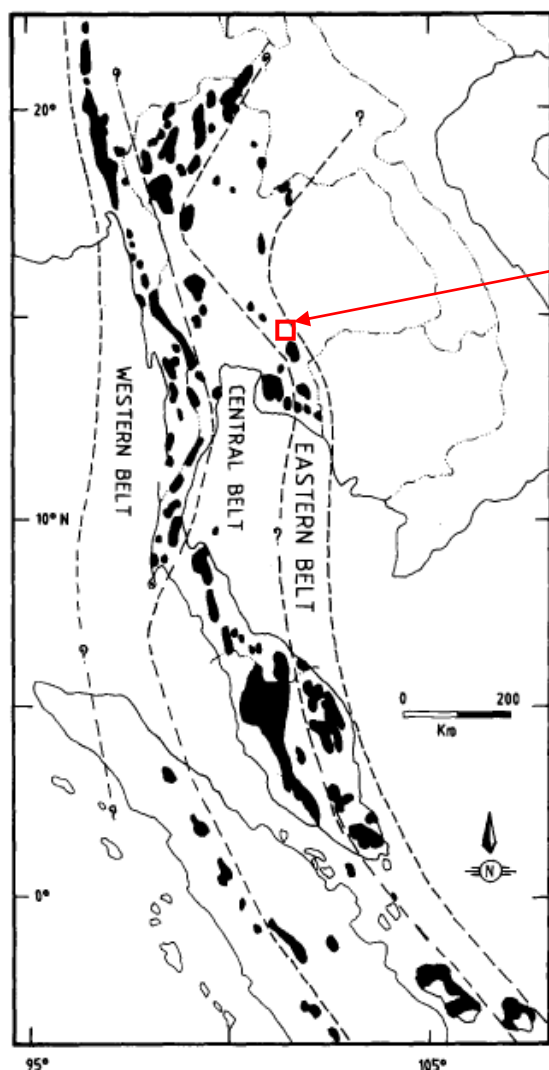 20°
?
WESTERN BELT
CENTRAL BELT
EASTERN BELT
10° N
?
0 200
Km
N
0°
95° 105°